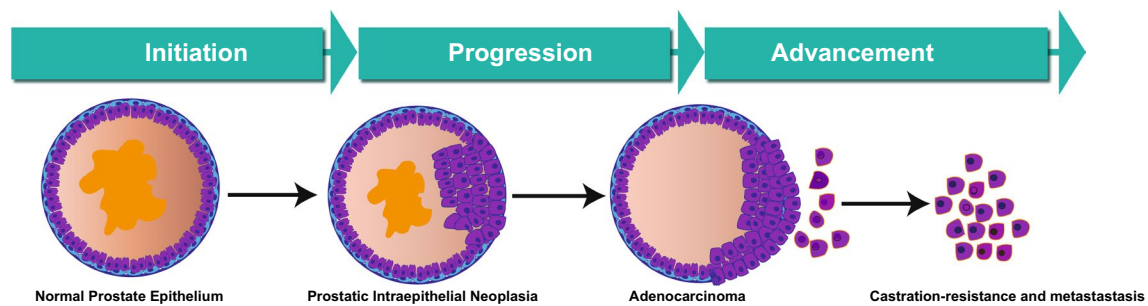 Initiation
Progression
Advancement
Normal Prostate Epithelium
Prostatic Intraepithelial Neoplasia
Adenocarcinoma
Castration-resistance and metastastasis